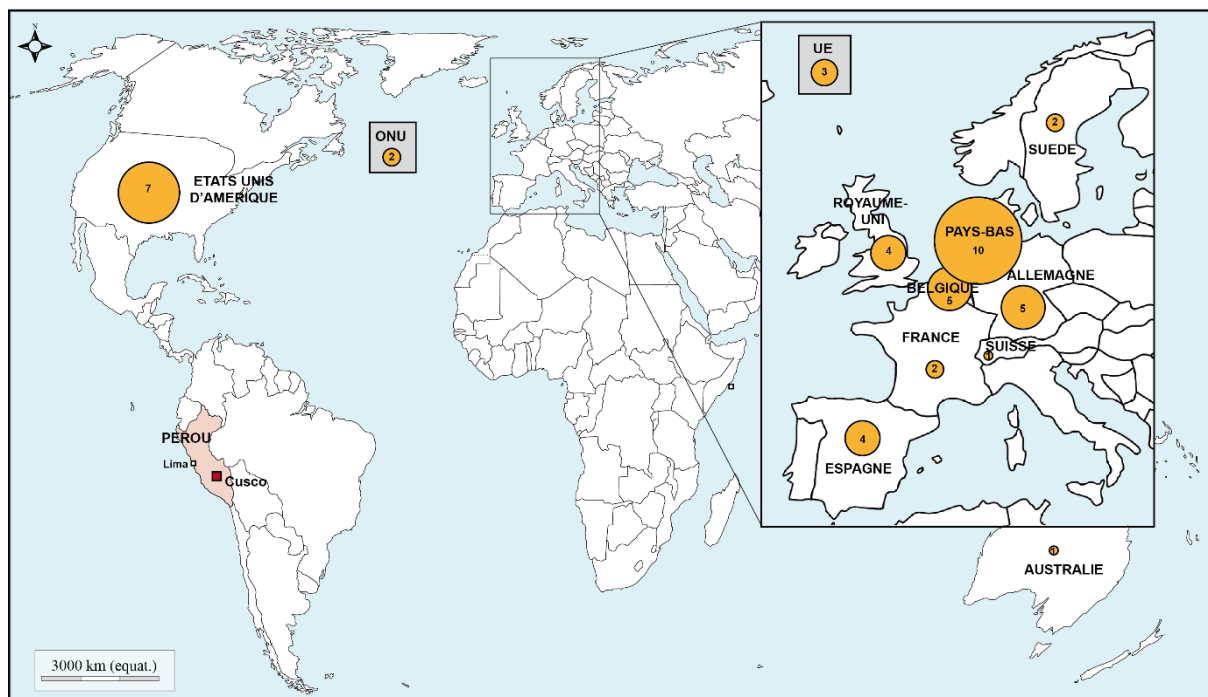 N
UE
3
ONU
2
2
SUEDE
7
ETATS UNIS
D'AMERIQUE
ROYAUME-
UNI
4
PAYS-BAS
10
ALLEMAGNE
BELGIQUE
5
5
FRANCE
SUISSE
1
2
PEROU
Lima
Cusco
4
ESPAGNE
1
AUSTRALIE
3000 km (equat.)